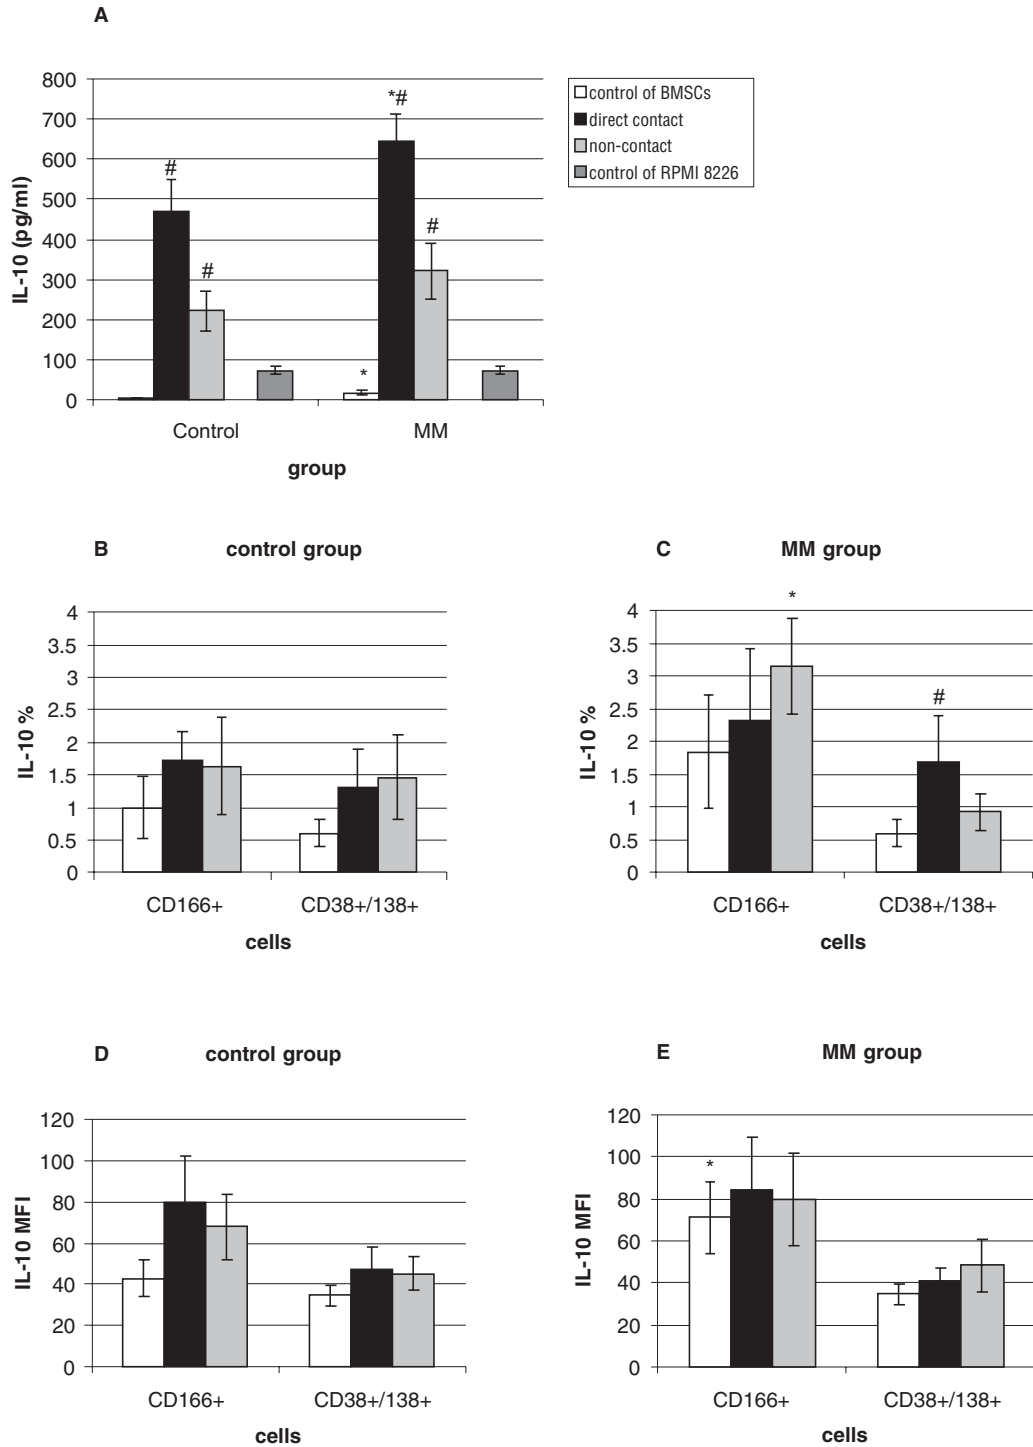 A
800
700
600
500
400
300
200
100
0
IL-10 (pg/ml)
#
#
*
*#
#
Control
MM
group
control of BMSCs
direct contact
non-contact
control of RPMI 8226
B
control group
4
3.5
3
2.5
2
1.5
1
0.5
0
IL-10 %
CD166+
CD38+/138+
cells
C
MM group
4
3.5
3
2.5
2
1.5
1
0.5
0
IL-10 %
*
#
CD166+
CD38+/138+
cells
D
control group
120
100
80
60
40
20
0
IL-10 MFI
CD166+
CD38+/138+
cells
E
MM group
120
100
80
60
40
20
0
IL-10 MFI
*
CD166+
CD38+/138+
cells